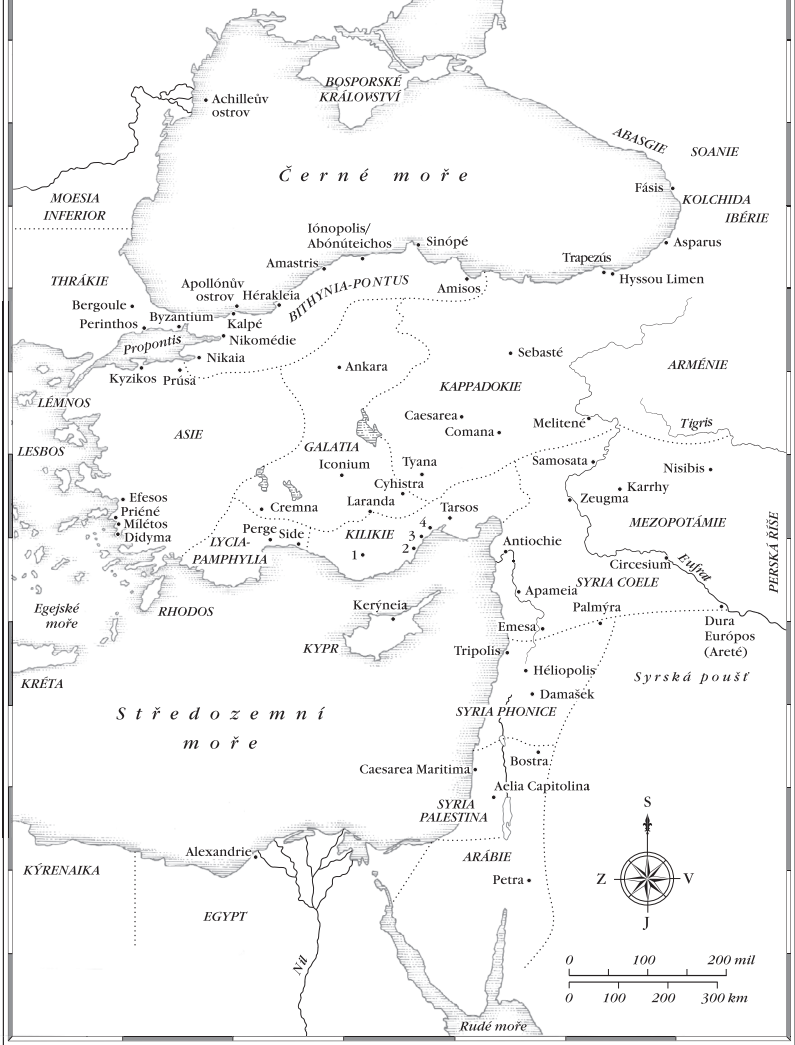 BOSPORSKÉ
KRÁLOVSTVÍ
Achilleův
ostrov
ABASGIE
SOANIE
Černé moře
Fásis
KOLCHIDA
MOESIA
INFERIOR
IBÉRIE
Iónopolis/
Abónúteichos
Sinópé
Asparus
Amastris
Trapezús
Hyssou Limen
THRÁKIE
Apollónův
ostrov
Hérakleia
BITHYNIA-PONTUS
Amisos
Bergoule
Byzantium
Perinthos
Kalpé
Propontis
Nikomédie
Nikaia
Sebasté
Kyzikos
Prúsa
Ankara
ARMÉNIE
KAPPADOKIE
LÉMNOS
Caesarea
Melitené
Tigris
ASIE
Comana
LESBOS
GALATIA
Iconium
Tyana
Samosata
Nisibis
Cyhistra
Karrhy
Efesos
Zeugma
Priéné
Cremna
Laranda
Tarsos
Mílétos
MEZOPOTÁMIE
Didyma
Perge
Side
KILIKIE
4
3
LYCIA-
PAMPHYLIA
1
2
Antiochie
PERSKÁ ŘÍŠE
Circesium
Eufrat
SYRIA COELE
Apameia
Egejské
moře
RHODOS
Kerýneia
Palmýra
Dura
Európos
(Areté)
Emesa
KYPR
Tripolis
Héliopolis
Syrská poušť
KRÉTA
Damašek
Středozemní
moře
SYRIA PHONICE
Bostra
Caesarea Maritima
Aelia Capitolina
S
SYRIA
PALESTINA
Alexandrie
ARÁBIE
KÝRENAIKA
Petra
Z
V
EGYPT
J
Nil
0 100 200 mil
0 100 200 300 km
Rudé moře